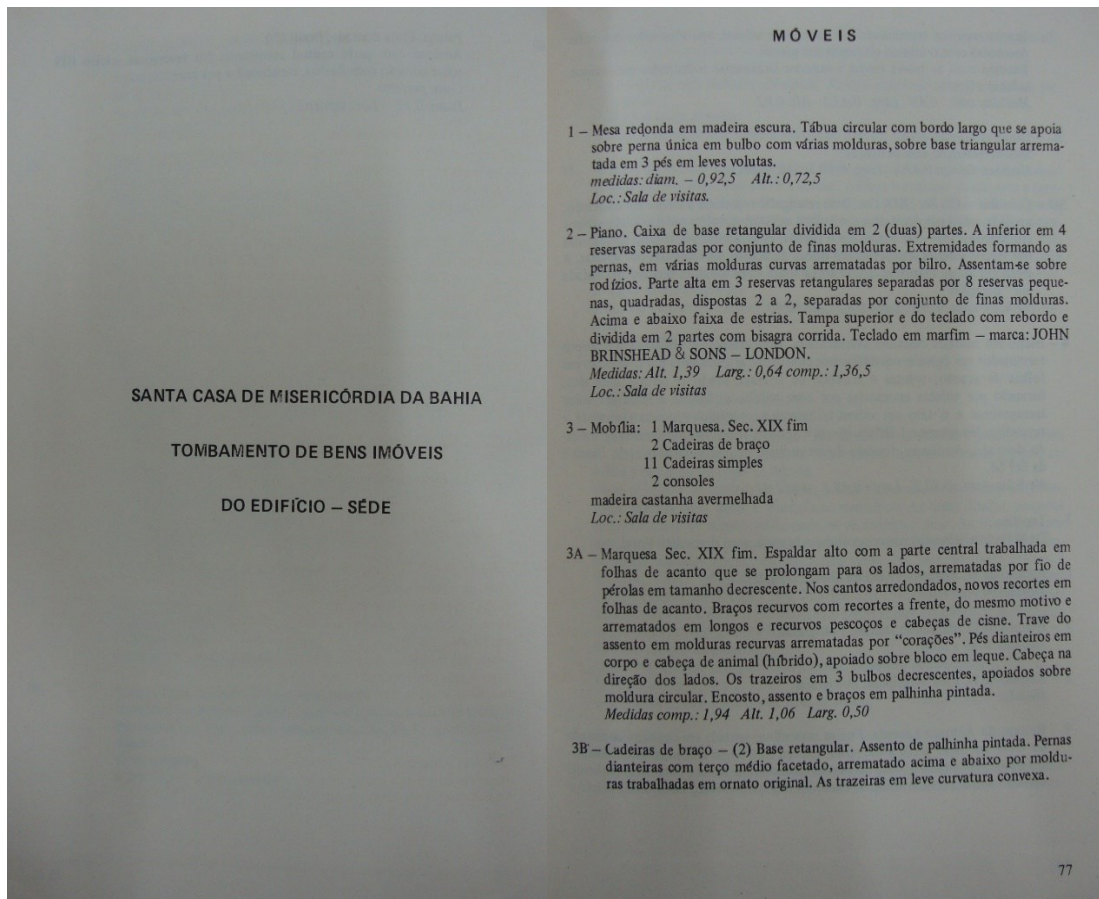 SANTA CASA DE MISERICÓRDIA DA BAHIA
TOMBAMENTO DE BENS IMÓVEIS
DO EDIFÍCIO – SÉDE
MÓVEIS
1 – Mesa redonda em madeira escura. Tábua circular com bordo largo que se apoia
sobre perna única em bulbo com várias molduras, sobre base triangular arrema-
tada em 3 pés em leves volutas.
medidas: diam. – 0,92,5 Alt.: 0,72,5
Loc.: Sala de visitas.
2 – Piano. Caixa de base retangular dividida em 2 (duas) partes. A inferior em 4
reservas separadas por conjunto de finas molduras. Extremidades formando as
pernas, em várias molduras curvas arrematadas por bilro. Assentam-se sobre
rodízios. Parte alta em 3 reservas retangulares separadas por 8 reservas peque-
nas, quadradas, dispostas 2 a 2, separadas por conjunto de finas molduras.
Acima e abaixo faixa de estrias. Tampa superior e do teclado com rebordo e
dividida em 2 partes com bisagra corrida. Teclado em marfim – marca: JOHN
BRINSHEAD & SONS – LONDON.
Medidas: Alt. 1,39 Larg.: 0,64 comp.: 1,36,5
Loc.: Sala de visitas
3 – Mobília: 1 Marquesa. Sec. XIX fim
2 Cadeiras de braço
11 Cadeiras simples
2 consoles
madeira castanha avermelhada
Loc.: Sala de visitas
3A – Marquesa Sec. XIX fim. Espaldar alto com a parte central trabalhada em
folhas de acanto que se prolongam para os lados, arrematadas por fio de
pérolas em tamanho decrescente. Nos cantos arredondados, novos recortes em
folhas de acanto. Braços recurvos com recortes a frente, do mesmo motivo e
arrematados em longos e recurvos pescoços e cabeças de cisne. Trave do
assento em molduras recurvas arrematadas por “corações”. Pés dianteiros em
corpo e cabeça de animal (híbrido), apoiado sobre bloco em leque. Cabeça na
direção dos lados. Os trazeiros em 3 bulbos decrescentes, apoiados sobre
moldura circular. Encosto, assento e braços em palhinha pintada.
Medidas comp.: 1,94 Alt. 1,06 Larg. 0,50
3B – Cadeiras de braço – (2) Base retangular. Assento de palhinha pintada. Pernas
dianteiras com terço médio facetado, arrematado acima e abaixo por moldu-
ras trabalhadas em ornato original. As trazeiras em leve curvatura convexa.
77